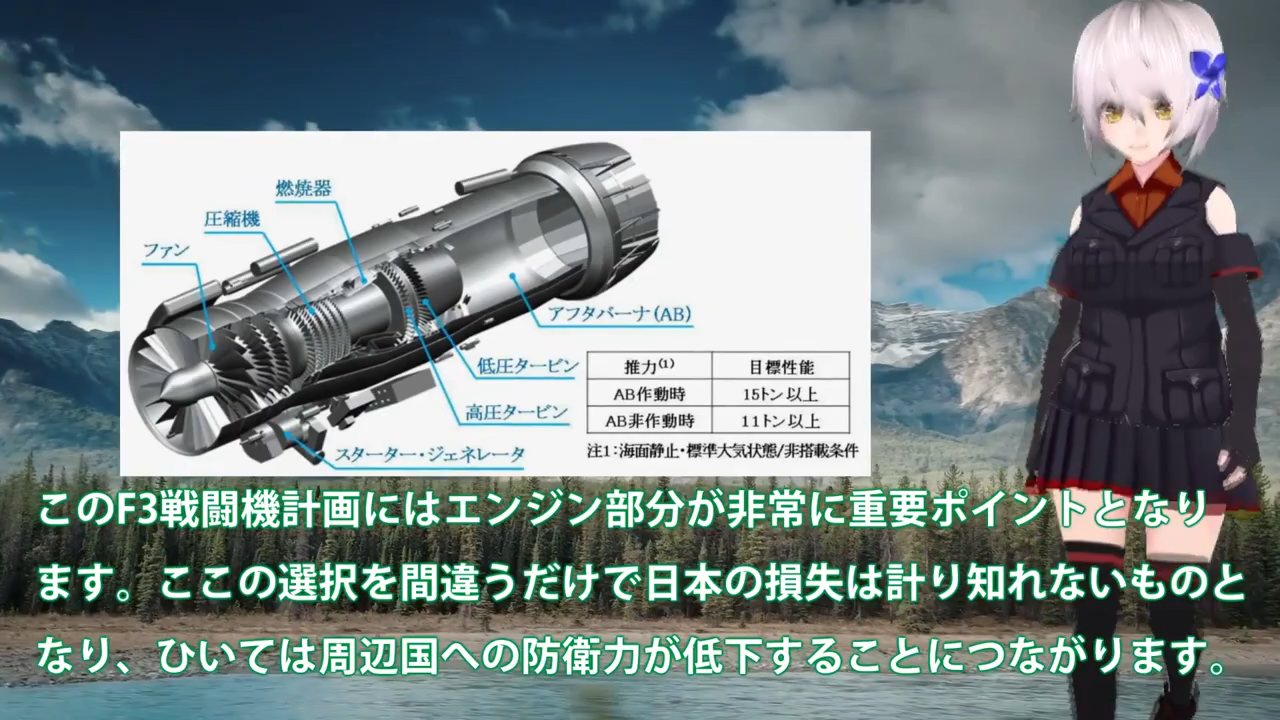 燃焼器
圧縮機
ファン
アフタバーナ(AB)
低圧タービン
高圧タービン
スターター・ジェネレータ
推力(1) 目標性能
AB作動時 15トン以上
AB非作動時 11トン以上
注1:海面静止・標準大気状態/非搭載条件
このF3戦闘機計画にはエンジン部分が非常に重要ポイントとなり
ます。ここの選択を間違うだけで日本の損失は計り知れないものと
なり、ひいては周辺国への防衛力が低下することにつながります。